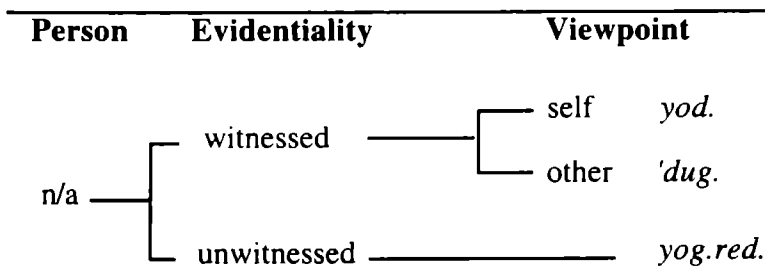 Person Evidentiality Viewpoint
self yod.
witnessed
other 'dug.
n/a
unwitnessed yog.red.